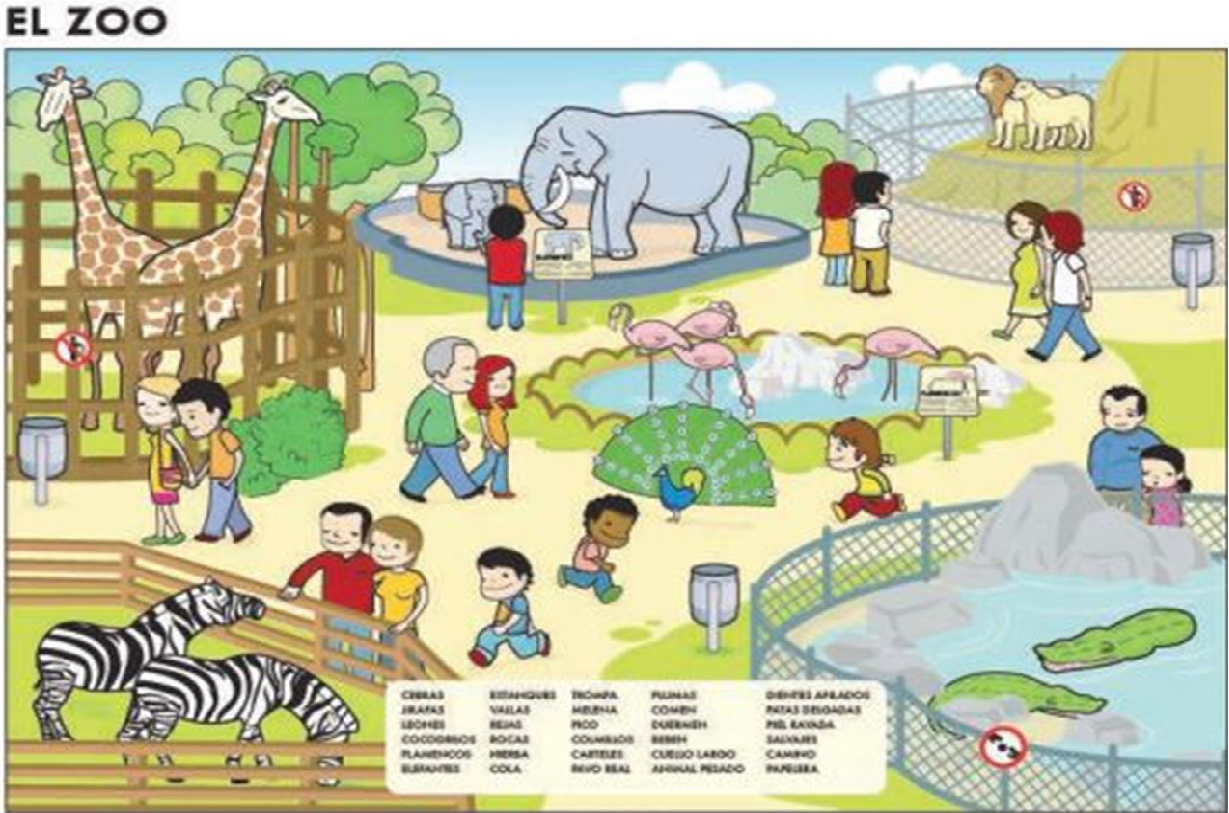 EL ZOO
CEBRAS ESTANQUES TROMPA PLUMAS DIENTES AFILADOS
JIRAFAS VALLAS MELENA COMEN PATAS DELGADAS
LEONES REJAS PICO DUERMEN PIEL RAYADA
COCODRILOS ROCAS COLMILLOS BEBEN SALVAJES
FLAMENCOS HIERBA CARTELES CUELLO LARGO CAMINO
ELEFANTES COLA PAVO REAL ANIMAL PESADO PAPELERA